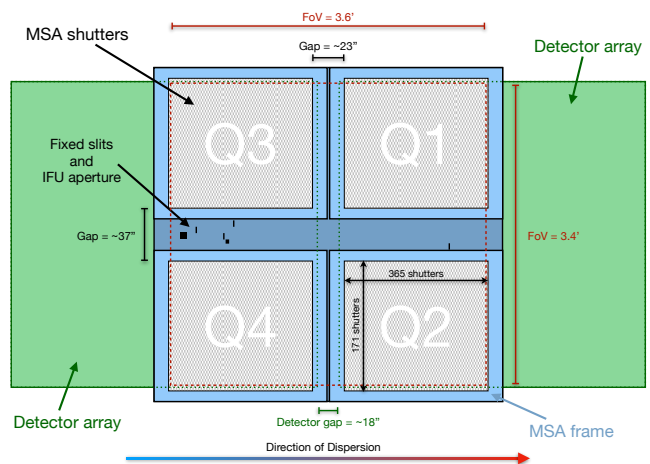 FoV = 3.6’
MSA shutters
Gap = ~23”
Detector array
Q3
Q1
Fixed slits
and
IFU aperture
Gap = ~37”
FoV = 3.4’
365 shutters
171 shutters
Q4
Q2
Detector array
Detector gap = ~18”
MSA frame
Direction of Dispersion